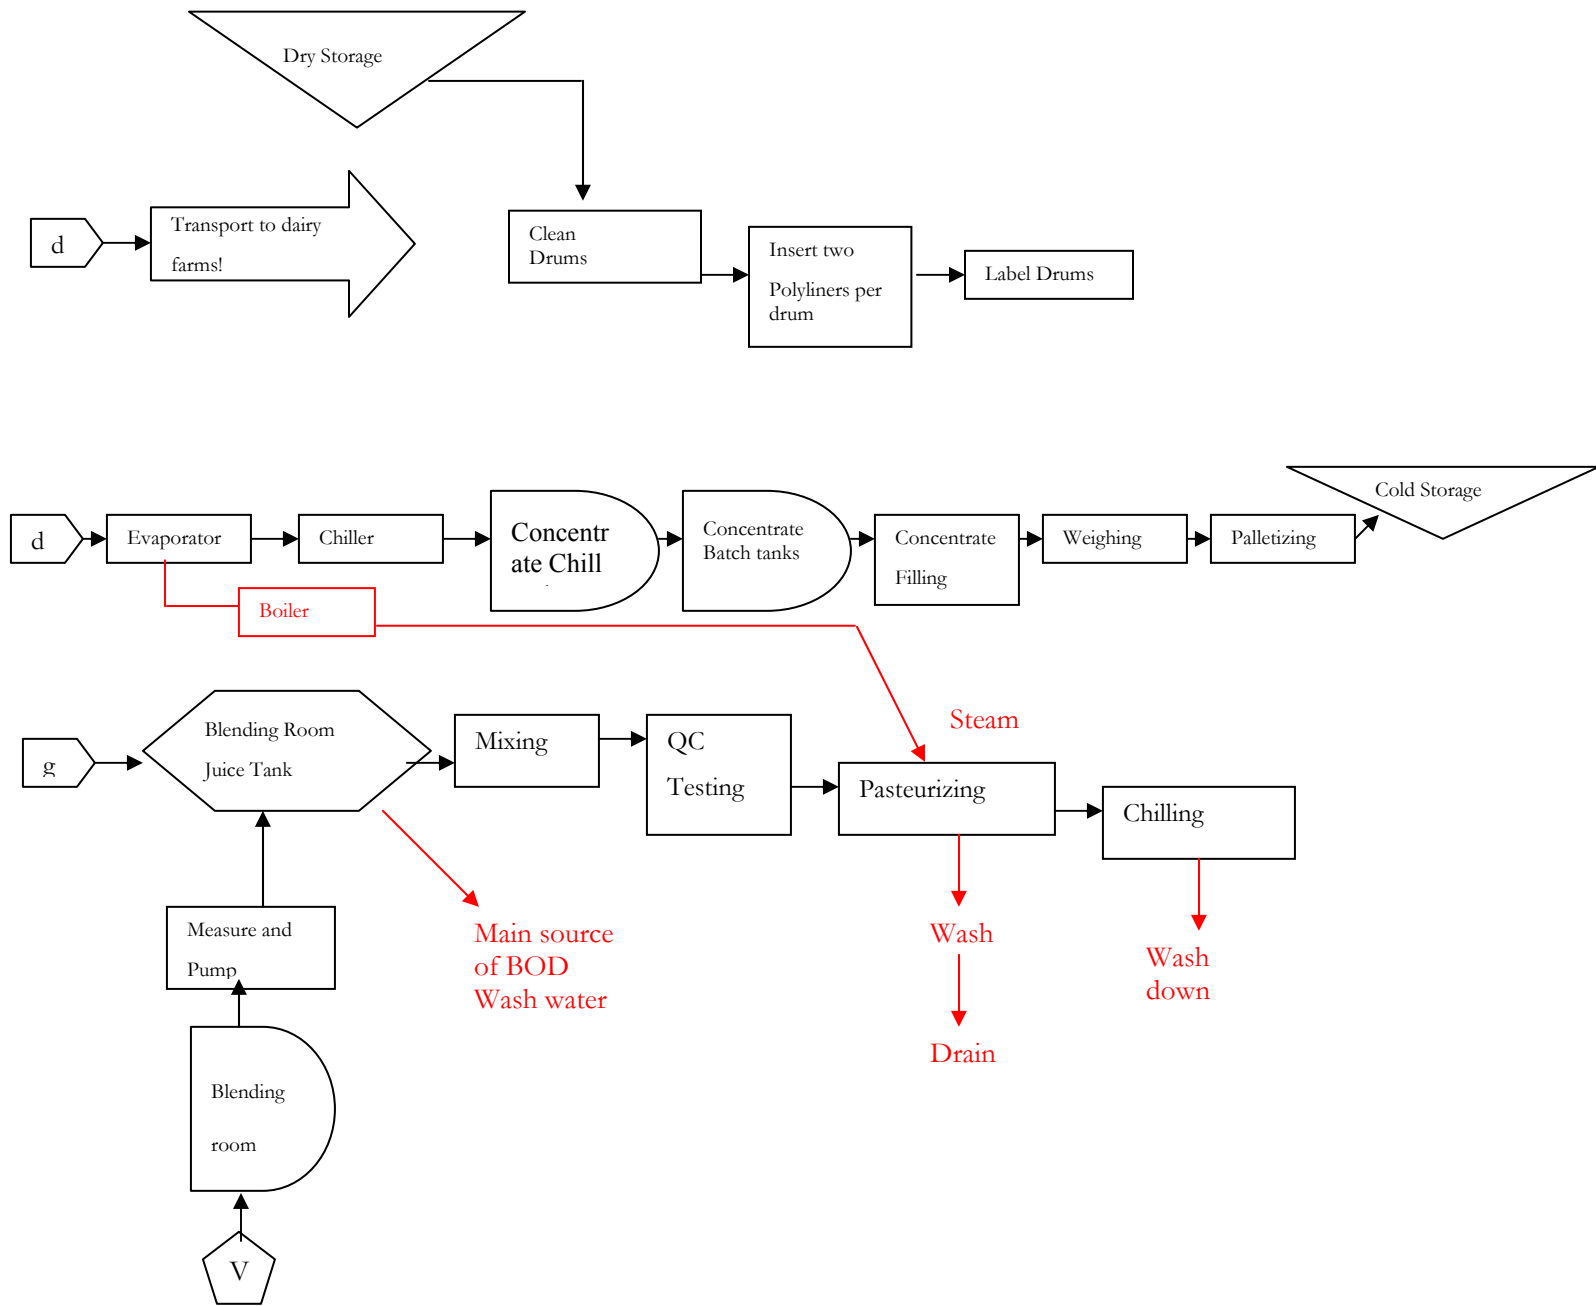 Dry Storage
d
Transport to dairy
farms!
Clean
Drums
Insert two
Polyliners per
drum
Label Drums
d
Evaporator
Chiller
Concentr
ate Chill
Concentrate
Batch tanks
Concentrate
Filling
Weighing
Palletizing
Cold Storage
Boiler
g
Blending Room
Juice Tank
Mixing
QC
Testing
Steam
Pasteurizing
Chilling
Measure and
Pump
Main source
of BOD
Wash water
Wash
Drain
Wash
down
Blending
room
V